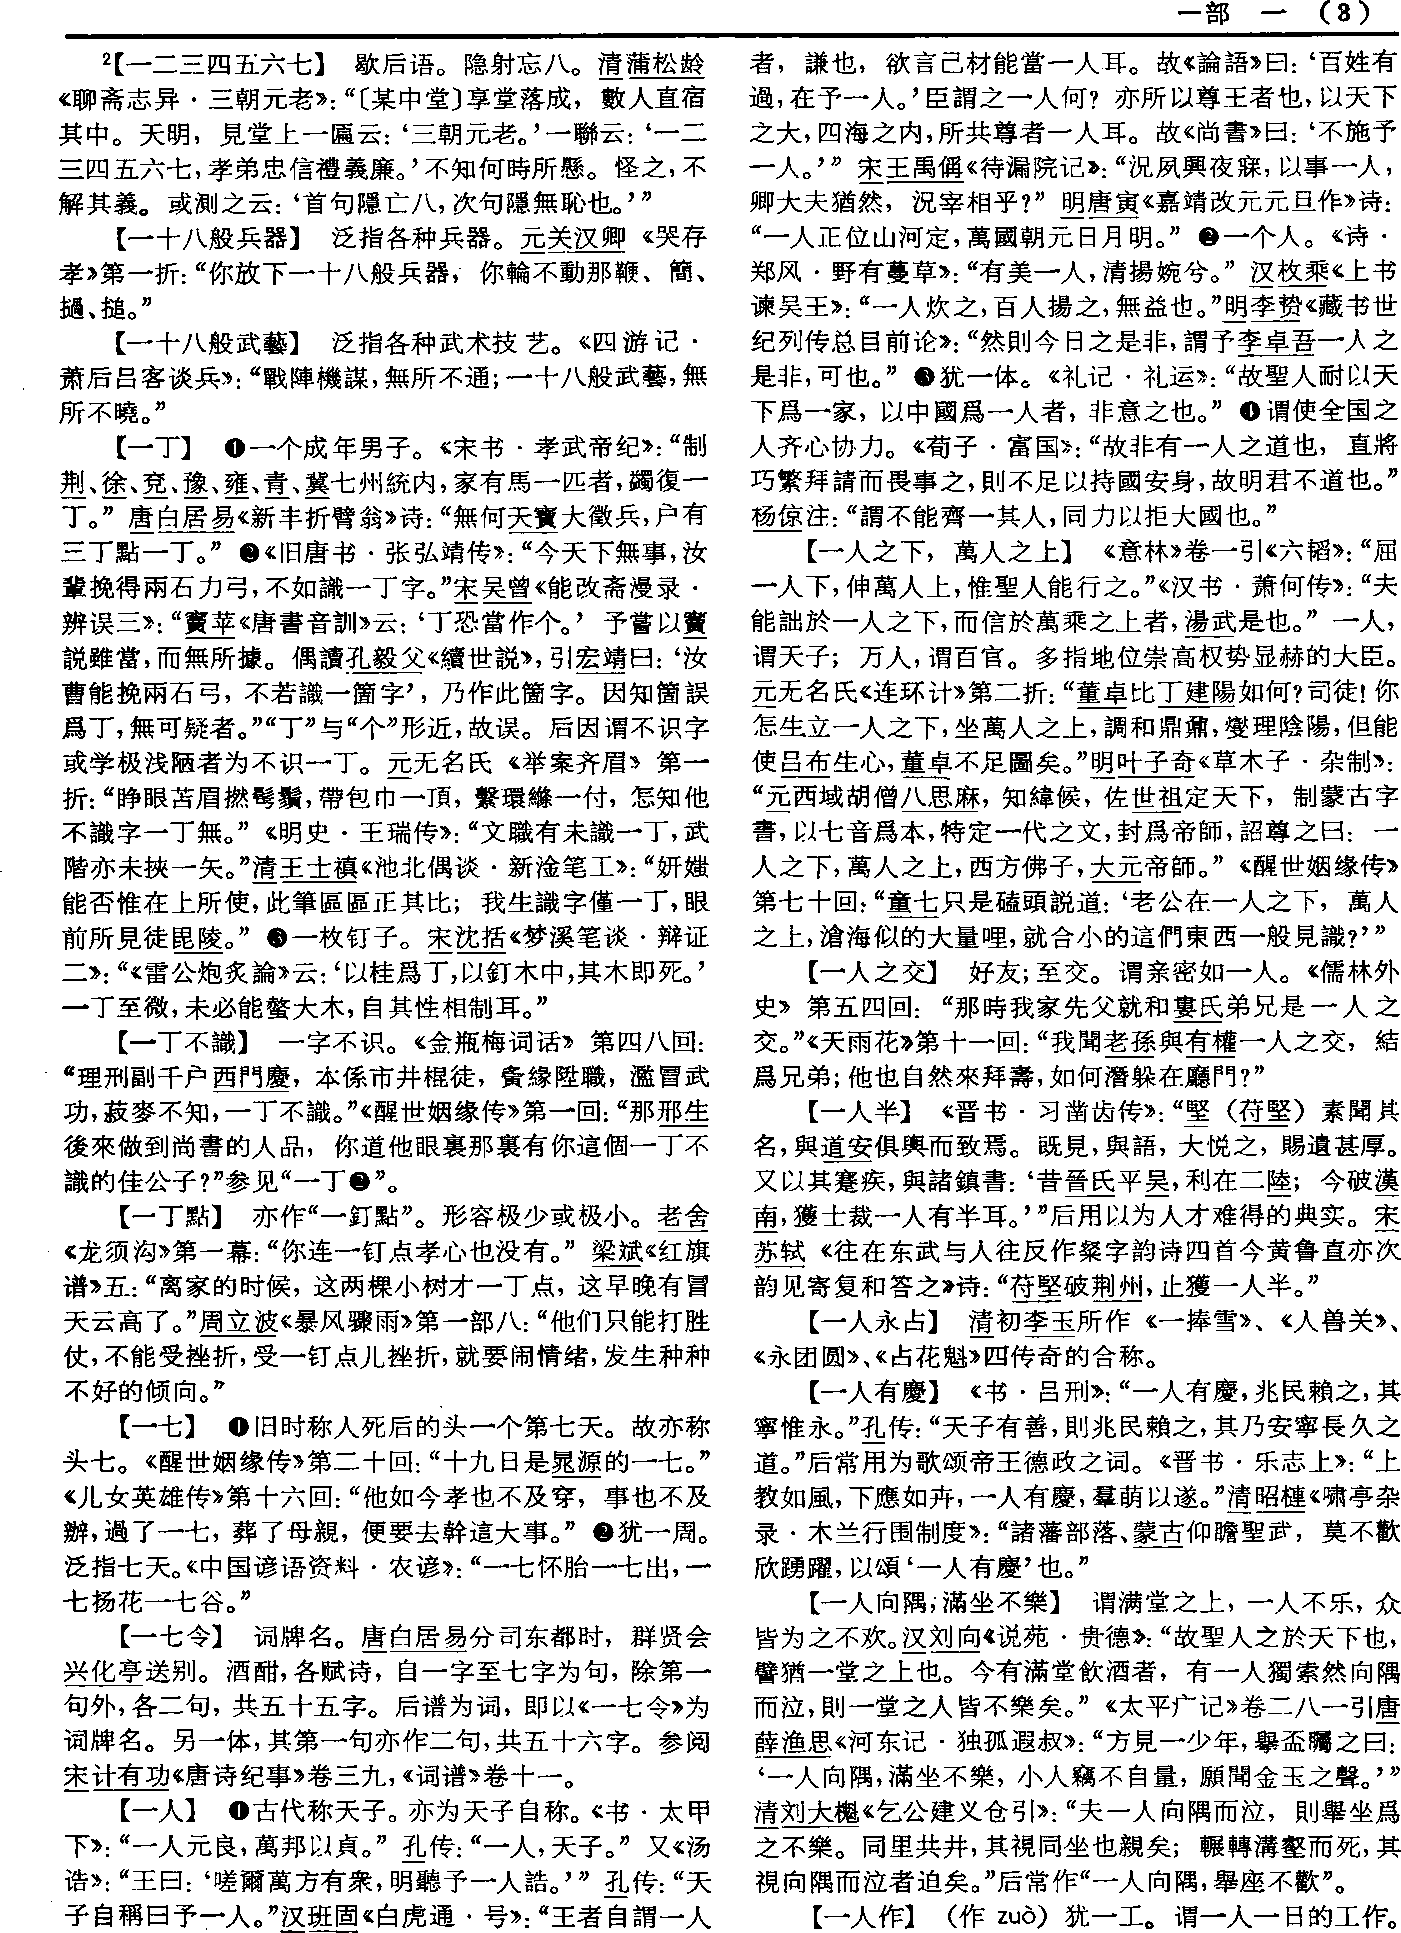 一部　一　（3）
²【一二三四五六七】　歇后语。隐射忘八。清蒲松龄
《聊斋志异·三朝元老》：“〔某中堂〕享堂落成，數人直宿
其中。天明，見堂上一匾云：‘三朝元老。’一聯云：‘一二
三四五六七，孝弟忠信禮義廉。’不知何時所懸。怪之，不
解其義。或測之云：‘首句隱亡八，次句隱無恥也。’”
【一十八般兵器】　泛指各种兵器。元关汉卿《哭存
孝》第一折：“你放下一十八般兵器，你輪不動那鞭、簡、
撾、搥。”
【一十八般武藝】　泛指各种武术技艺。《四游记·
萧后吕客谈兵》：“戰陣機謀，無所不通；一十八般武藝，無
所不曉。”
【一丁】　❶一个成年男子。《宋书·孝武帝纪》：“制
荆、徐、兗、豫、雍、青、冀七州統内，家有馬一匹者，蠲復一
丁。”唐白居易《新丰折臂翁》诗：“無何天寶大徵兵，户有
三丁點一丁。”❷《旧唐书·张弘靖传》：“今天下無事，汝
輩挽得兩石力弓，不如識一丁字。”宋吴曾《能改斋漫录·
辨误三》：“竇苹《唐書音訓》云：‘丁恐當作个。’予嘗以竇
説雖當，而無所據。偶讀孔毅父《續世説》，引宏靖曰：‘汝
曹能挽兩石弓，不若識一箇字’，乃作此箇字。因知箇誤
爲丁，無可疑者。”“丁”与“个”形近，故误。后因谓不识字
或学极浅陋者为不识一丁。元无名氏《举案齐眉》第一
折：“睁眼苫眉撚髩鬚，帶包巾一頂，繫環縧一付，怎知他
不識字一丁無。”《明史·王瑞传》：“文職有未識一丁，武
階亦未挾一矢。”清王士禛《池北偶谈·新淦笔工》：“妍媸
能否惟在上所使，此筆區區正其比；我生識字僅一丁，眼
前所見徒毘陵。”❸一枚钉子。宋沈括《梦溪笔谈·辩证
二》：“《雷公炮炙論》云：‘以桂爲丁，以釘木中，其木即死。’
一丁至微，未必能螫大木，自其性相制耳。”
【一丁不識】　一字不识。《金瓶梅词话》第四八回：
“理刑副千户西門慶，本係市井棍徒，夤緣陞職，濫冒武
功，菽麥不知，一丁不識。”《醒世姻缘传》第一回：“那邢生
後來做到尚書的人品，你道他眼裏那裏有你這個一丁不
識的佳公子？”参见“一丁❷”。
【一丁點】　亦作“一釘點”。形容极少或极小。老舍
《龙须沟》第一幕：“你连一钉点孝心也没有。”梁斌《红旗
谱》五：“离家的时候，这两棵小树才一丁点，这早晚有冒
天云高了。”周立波《暴风骤雨》第一部八：“他们只能打胜
仗，不能受挫折，受一钉点儿挫折，就要闹情绪，发生种种
不好的倾向。”
【一七】　❶旧时称人死后的头一个第七天。故亦称
头七。《醒世姻缘传》第二十回：“十九日是晁源的一七。”
《儿女英雄传》第十六回：“他如今孝也不及穿，事也不及
辦，過了一七，葬了母親，便要去幹這大事。”❷犹一周。
泛指七天。《中国谚语资料·农谚》：“一七怀胎一七出，一
七扬花一七谷。”
【一七令】　词牌名。唐白居易分司东都时，群贤会
兴化亭送别。酒酣，各赋诗，自一字至七字为句，除第一
句外，各二句，共五十五字。后谱为词，即以《一七令》为
词牌名。另一体，其第一句亦作二句，共五十六字。参阅
宋计有功《唐诗纪事》卷三九，《词谱》卷十一。
【一人】　❶古代称天子。亦为天子自称。《书·太甲
下》：“一人元良，萬邦以貞。”孔传：“一人，天子。”又《汤
诰》：“王曰：‘嗟爾萬方有衆，明聽予一人誥。’”孔传：“天
子自稱曰予一人。”汉班固《白虎通·号》：“王者自謂一人
者，謙也，欲言己材能當一人耳。故《論語》曰：‘百姓有
過，在予一人。’臣謂之一人何？亦所以尊王者也，以天下
之大，四海之内，所共尊者一人耳。故《尚書》曰：‘不施予
一人。’”宋王禹偁《待漏院记》：“況夙興夜寐，以事一人，
卿大夫猶然，況宰相乎？”明唐寅《嘉靖改元元旦作》诗：
“一人正位山河定，萬國朝元日月明。”❷一个人。《诗·
郑风·野有蔓草》：“有美一人，清揚婉兮。”汉枚乘《上书
谏吴王》：“一人炊之，百人揚之，無益也。”明李贽《藏书世
纪列传总目前论》：“然則今日之是非，謂予李卓吾一人之
是非，可也。”❸犹一体。《礼记·礼运》：“故聖人耐以天
下爲一家，以中國爲一人者，非意之也。”❹谓使全国之
人齐心协力。《荀子·富国》：“故非有一人之道也，直將
巧繁拜請而畏事之，則不足以持國安身，故明君不道也。”
杨倞注：“謂不能齊一其人，同力以拒大國也。”
【一人之下，萬人之上】　《意林》卷一引《六韬》：“屈
一人下，伸萬人上，惟聖人能行之。”《汉书·萧何传》：“夫
能詘於一人之下，而信於萬乘之上者，湯武是也。”一人，
谓天子；万人，谓百官。多指地位崇高权势显赫的大臣。
元无名氏《连环计》第二折：“董卓比丁建陽如何？司徒！你
怎生立一人之下，坐萬人之上，調和鼎鼐，燮理陰陽，但能
使吕布生心，董卓不足圖矣。”明叶子奇《草木子·杂制》：
“元西域胡僧八思麻，知緯候，佐世祖定天下，制蒙古字
書，以七音爲本，特定一代之文，封爲帝師，詔尊之曰：一
人之下，萬人之上，西方佛子，大元帝師。”《醒世姻缘传》
第七十回：“童七只是磕頭説道：‘老公在一人之下，萬人
之上，滄海似的大量哩，就合小的這們東西一般見識？’”
【一人之交】　好友；至交。谓亲密如一人。《儒林外
史》第五四回：“那時我家先父就和婁氏弟兄是一人之
交。”《天雨花》第十一回：“我聞老孫與有權一人之交，結
爲兄弟；他也自然來拜壽，如何潛躲在廳門？”
【一人半】　《晋书·习凿齿传》：“堅（苻堅）素聞其
名，與道安俱輿而致焉。既見，與語，大悦之，賜遺甚厚。
又以其蹇疾，與諸鎮書：‘昔晉氏平吴，利在二陸；今破漢
南，獲士裁一人有半耳。’”后用以为人才难得的典实。宋
苏轼《往在东武与人往反作粲字韵诗四首今黄鲁直亦次
韵见寄复和答之》诗：“苻堅破荆州，止獲一人半。”
【一人永占】　清初李玉所作《一捧雪》、《人兽关》、
《永团圆》、《占花魁》四传奇的合称。
【一人有慶】　《书·吕刑》：“一人有慶，兆民賴之，其
寧惟永。”孔传：“天子有善，則兆民賴之，其乃安寧長久之
道。”后常用为歌颂帝王德政之词。《晋书·乐志上》：“上
教如風，下應如卉，一人有慶，羣萌以遂。”清昭槤《啸亭杂
录·木兰行围制度》：“諸藩部落、蒙古仰瞻聖武，莫不歡
欣踴躍，以頌‘一人有慶’也。”
【一人向隅，滿坐不樂】　谓满堂之上，一人不乐，众
皆为之不欢。汉刘向《说苑·贵德》：“故聖人之於天下也，
譬猶一堂之上也。今有滿堂飲酒者，有一人獨索然向隅
而泣，則一堂之人皆不樂矣。”《太平广记》卷二八一引唐
薛渔思《河东记·独孤遐叔》：“方見一少年，舉盃矚之曰：
‘一人向隅，滿坐不樂，小人竊不自量，願聞金玉之聲。’”
清刘大櫆《乞公建义仓引》：“夫一人向隅而泣，則舉坐爲
之不樂。同里共井，其視同坐也親矣；輾轉溝壑而死，其
視向隅而泣者迫矣。”后常作“一人向隅，舉座不歡”。
【一人作】　（作 zuò）犹一工。谓一人一日的工作。